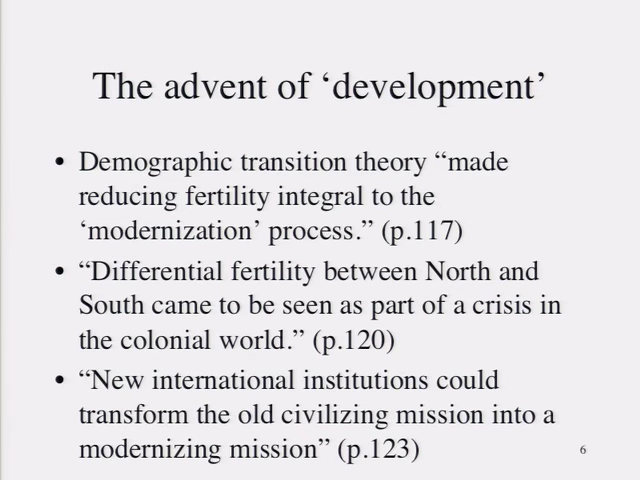 The advent of ‘development’
• Demographic transition theory “made
reducing fertility integral to the
‘modernization’ process.” (p.117)
• “Differential fertility between North and
South came to be seen as part of a crisis in
the colonial world.” (p.120)
• “New international institutions could
transform the old civilizing mission into a
modernizing mission” (p.123)
6